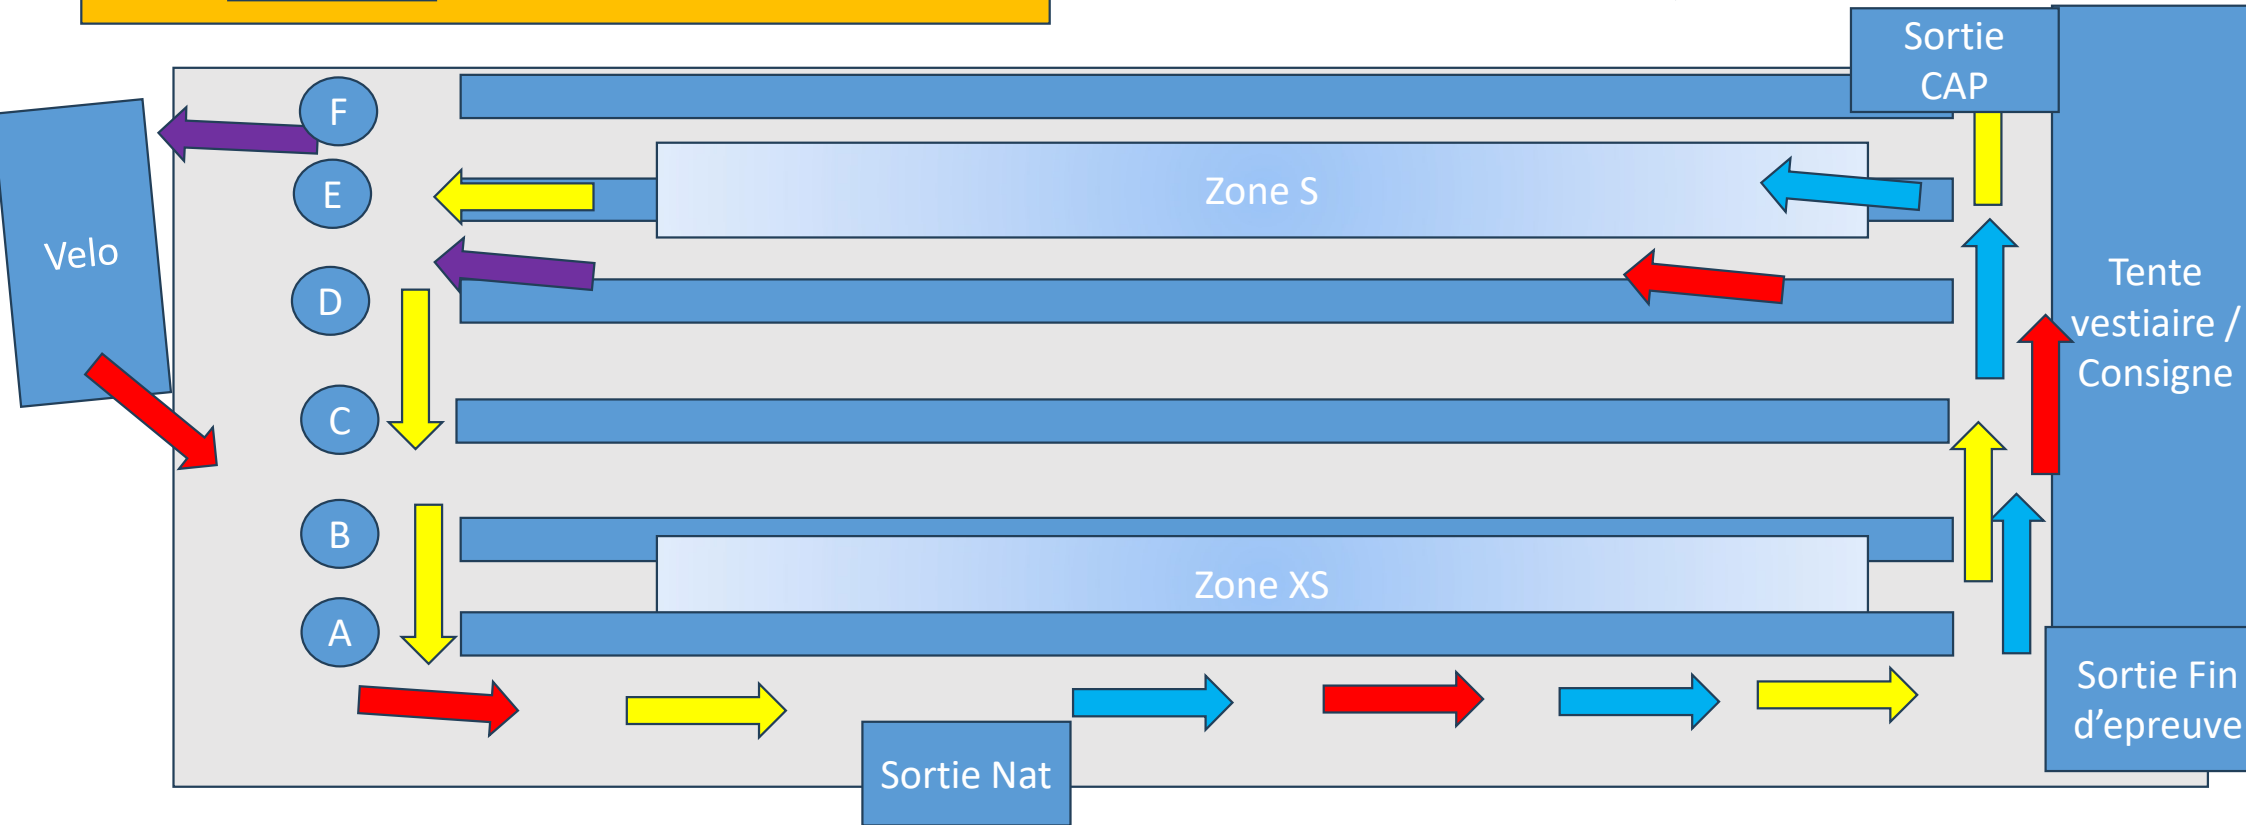 Sortie
CAP
F
E
Zone S
Velo
D
Tente
vestiaire /
Consigne
C
B
Zone XS
A
Sortie Fin
d’epreuve
Sortie Nat